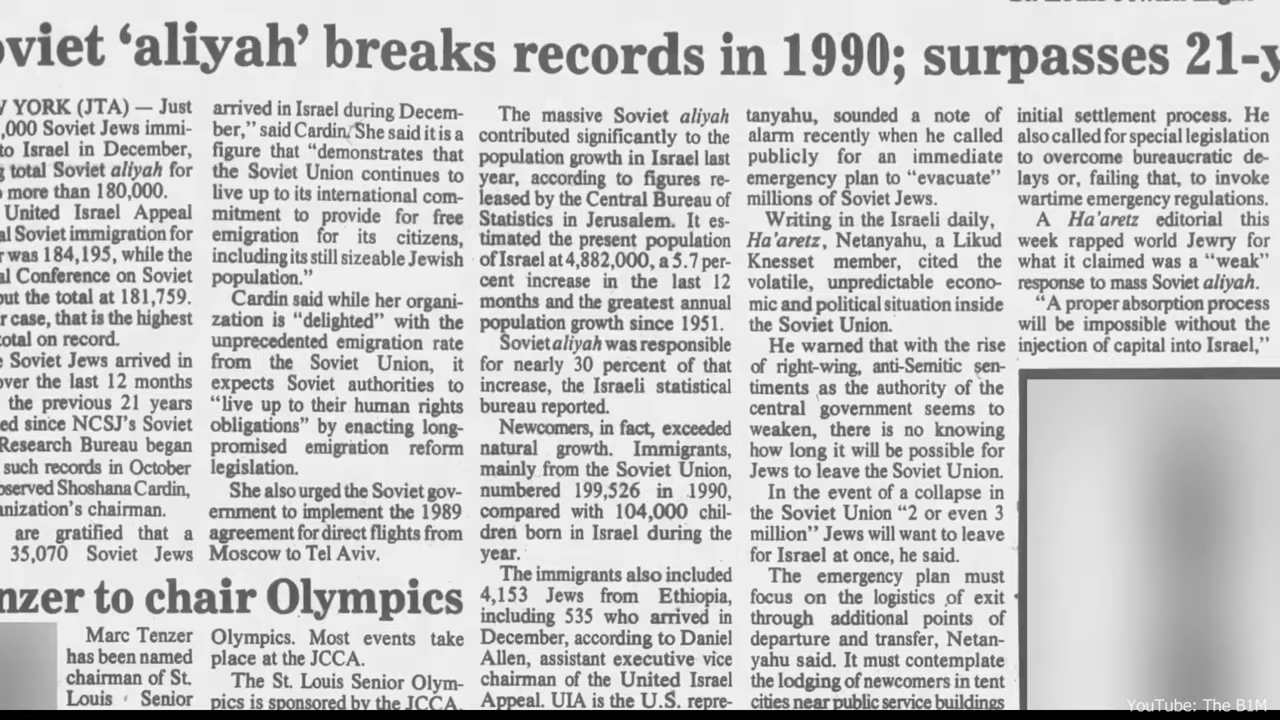 oviet ‘aliyah’ breaks records in 1990; surpasses 21-y
YORK (JTA) — Just
,000 Soviet Jews immi-
to Israel in December,
total Soviet aliyah for
more than 180,000.
United Israel Appeal
al Soviet immigration for
was 184,195, while the
al Conference on Soviet
out the total at 181,759.
r case, that is the highest
total on record.
Soviet Jews arrived in
over the last 12 months
the previous 21 years
ed since NCSJ's Soviet
Research Bureau began
such records in October
bserved Shoshana Cardin,
anization's chairman.
are gratified that a
35,070 Soviet Jews
arrived in Israel during Decem-
ber,” said Cardin. She said it is a
figure that “demonstrates that
the Soviet Union continues to
live up to its international com-
mitment to provide for free
emigration for its citizens,
including its still sizeable Jewish
population.”
Cardin said while her organi-
zation is “delighted” with the
unprecedented emigration rate
from the Soviet Union, it
expects Soviet authorities to
“live up to their human rights
obligations” by enacting long-
promised emigration reform
legislation.
She also urged the Soviet gov-
ernment to implement the 1989
agreement for direct flights from
Moscow to Tel Aviv.
nzer to chair Olympics
Marc Tenzer
has been named
chairman of St.
Louis Senior
Olympics. Most events take
place at the JCCA.
The St. Louis Senior Olym-
pics is sponsored by the JCCA,
The massive Soviet aliyah
contributed significantly to the
population growth in Israel last
year, according to figures re-
leased by the Central Bureau of
Statistics in Jerusalem. It es-
timated the present population
of Israel at 4,882,000, a 5.7 per-
cent increase in the last 12
months and the greatest annual
population growth since 1951.
Soviet aliyah was responsible
for nearly 30 percent of that
increase, the Israeli statistical
bureau reported.
Newcomers, in fact, exceeded
natural growth. Immigrants,
mainly from the Soviet Union,
numbered 199,526 in 1990,
compared with 104,000 chil-
dren born in Israel during the
year.
The immigrants also included
4,153 Jews from Ethiopia,
including 535 who arrived in
December, according to Daniel
Allen, assistant executive vice
chairman of the United Israel
Appeal. UIA is the U.S. repre-
tanyahu, sounded a note of
alarm recently when he called
publicly for an immediate
emergency plan to “evacuate”
millions of Soviet Jews.
Writing in the Israeli daily,
Ha'aretz, Netanyahu, a Likud
Knesset member, cited the
volatile, unpredictable econo-
mic and political situation inside
the Soviet Union.
He warned that with the rise
of right-wing, anti-Semitic sen-
timents as the authority of the
central government seems to
weaken, there is no knowing
how long it will be possible for
Jews to leave the Soviet Union.
In the event of a collapse in
the Soviet Union “2 or even 3
million” Jews will want to leave
for Israel at once, he said.
The emergency plan must
focus on the logistics of exit
through additional points of
departure and transfer, Netan-
yahu said. It must contemplate
the lodging of newcomers in tent
cities near public service buildings
initial settlement process. He
also called for special legislation
to overcome bureaucratic de-
lays or, failing that, to invoke
wartime emergency regulations.
A Ha'aretz editorial this
week rapped world Jewry for
what it claimed was a “weak”
response to mass Soviet aliyah.
“A proper absorption process
will be impossible without the
injection of capital into Israel,”
YouTube: The B1M